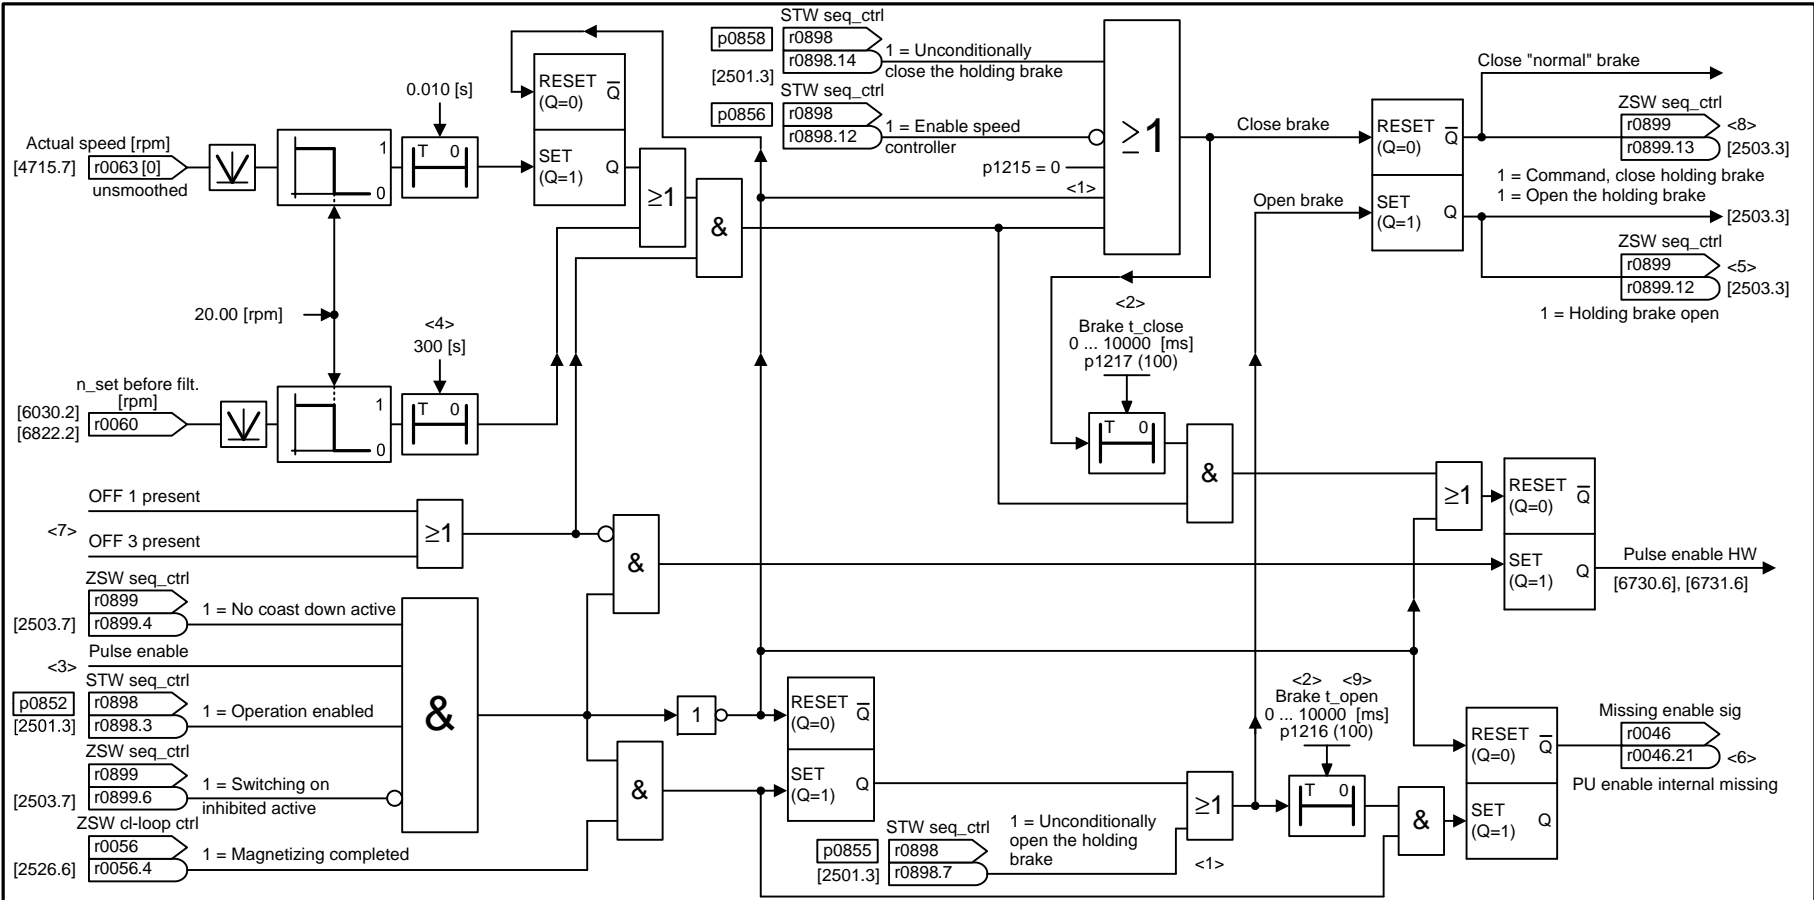 STW seq_ctrl
p0858
r0898
r0898.14
[2501.3]
1 = Unconditionally
close the holding brake
STW seq_ctrl
p0856
r0898
r0898.12
1 = Enable speed
controller
p1215 = 0
<1>
≥1
RESET
(Q=0)
Q
SET
(Q=1)
Q
0.010 [s]
Actual speed [rpm]
[4715.7]
r0063 [0]
unsmoothed
1
0
T 0
≥1
&
Close brake
Open brake
RESET
(Q=0)
Q
SET
(Q=1)
Q
Close "normal" brake
ZSW seq_ctrl
r0899
<8>
r0899.13
[2503.3]
1 = Command, close holding brake
1 = Open the holding brake
[2503.3]
ZSW seq_ctrl
r0899
<5>
r0899.12
[2503.3]
1 = Holding brake open
20.00 [rpm]
<4>
300 [s]
n_set before filt.
[rpm]
[6030.2]
[6822.2]
r0060
1
0
T 0
<2>
Brake t_close
0 ... 10000 [ms]
p1217 (100)
T 0
&
≥1
RESET
(Q=0)
Q
SET
(Q=1)
Q
Pulse enable HW
[6730.6], [6731.6]
OFF 1 present
<7>
OFF 3 present
≥1
&
ZSW seq_ctrl
r0899
r0899.4
[2503.7]
1 = No coast down active
Pulse enable
<3>
STW seq_ctrl
p0852
r0898
r0898.3
[2501.3]
1 = Operation enabled
ZSW seq_ctrl
r0899
r0899.6
[2503.7]
1 = Switching on
inhibited active
ZSW cl-loop ctrl
r0056
r0056.4
[2526.6]
1 = Magnetizing completed
&
1
&
RESET
(Q=0)
Q
SET
(Q=1)
Q
STW seq_ctrl
p0855
r0898
r0898.7
[2501.3]
1 = Unconditionally
open the holding
brake
≥1
<1>
<2> <9>
Brake t_open
0 ... 10000 [ms]
p1216 (100)
T 0
&
RESET
(Q=0)
Q
SET
(Q=1)
Q
Missing enable sig
r0046
r0046.21
<6>
PU enable internal missing